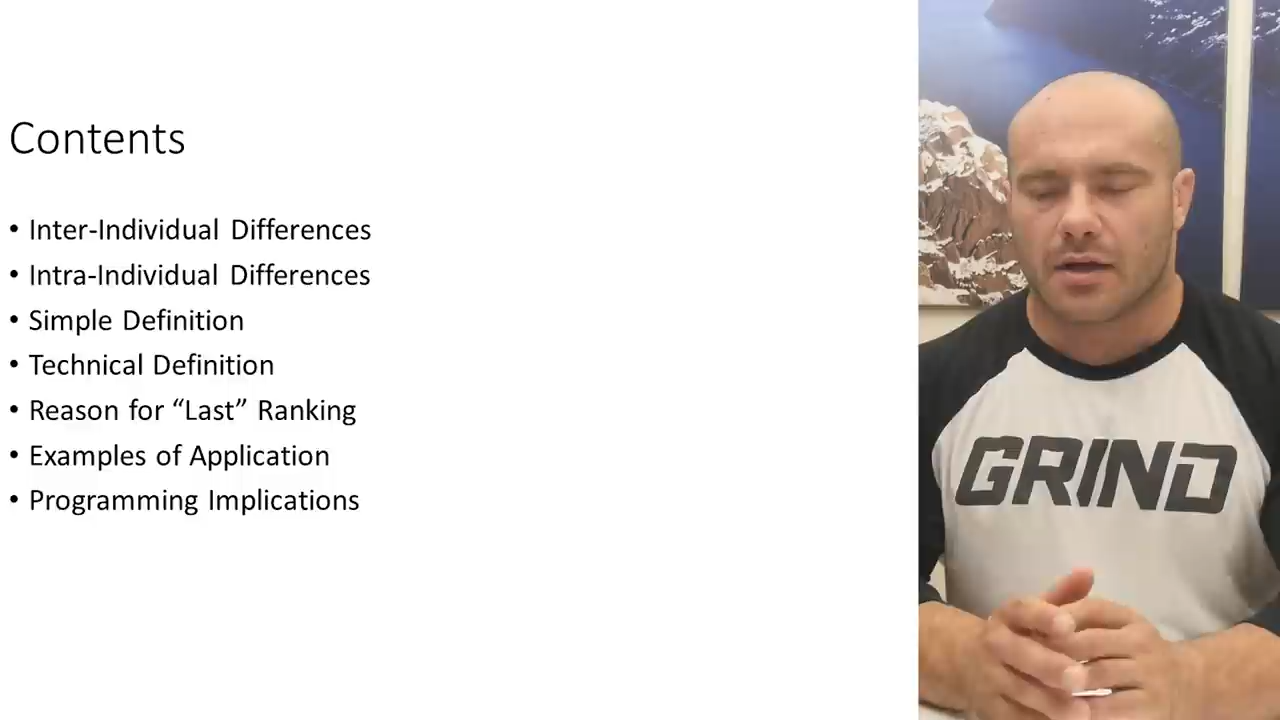 Contents
• Inter-Individual Differences
• Intra-Individual Differences
• Simple Definition
• Technical Definition
• Reason for “Last” Ranking
• Examples of Application
• Programming Implications
GRIND